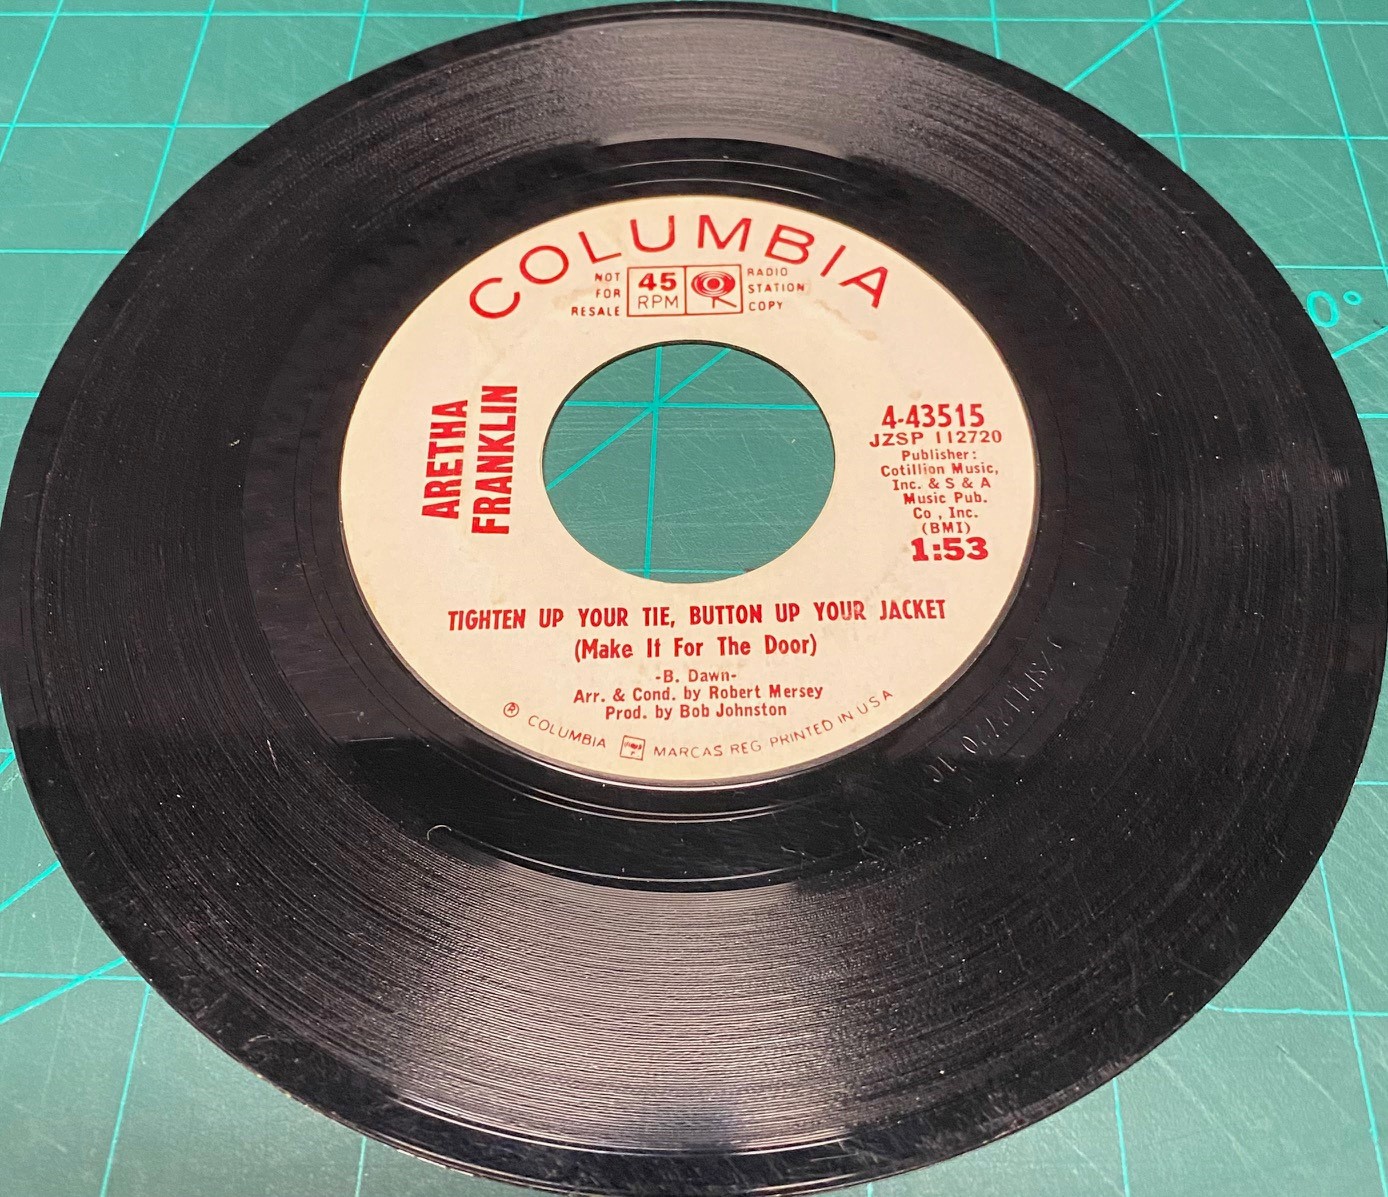 COLUMBIA
NOT
FOR
RESALE
45
RPM
RADIO
STATION
COPY
ARETHA
FRANKLIN
4-43515
JZSP 112720
Publisher:
Cotillion Music,
Inc. & S & A
Music Pub.
Co., Inc.
(BMI)
1:53
TIGHTEN UP YOUR TIE, BUTTON UP YOUR JACKET
(Make It For The Door)
-B. Dawn-
Arr. & Cond. by Robert Mersey
Prod. by Bob Johnston
® COLUMBIA MARCAS REG PRINTED IN U S A
0°